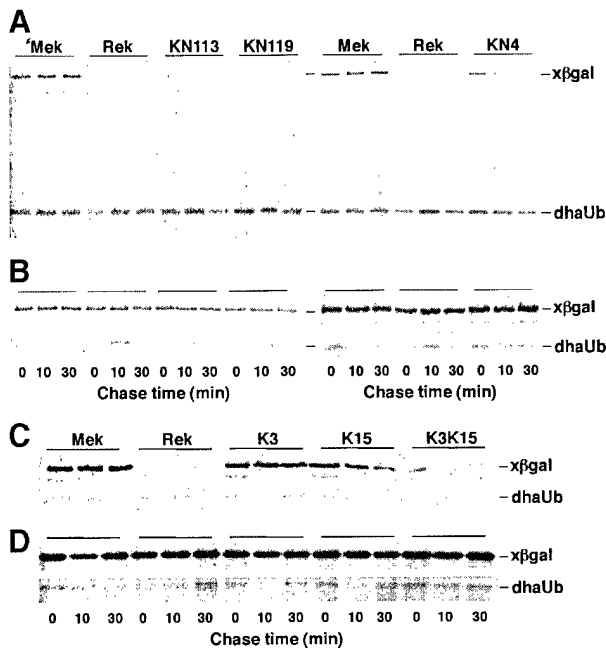 A
Mek Rek KN113 KN119 Mek Rek KN4
xβgal
dhaUb
B
xβgal
dhaUb
0 10 30 0 10 30 0 10 30 0 10 30 0 10 30 0 10 30 0 10 30
Chase time (min) Chase time (min)
C
Mek Rek K3 K15 K3K15
xβgal
dhaUb
D
xβgal
dhaUb
0 10 30 0 10 30 0 10 30 0 10 30 0 10 30
Chase time (min)